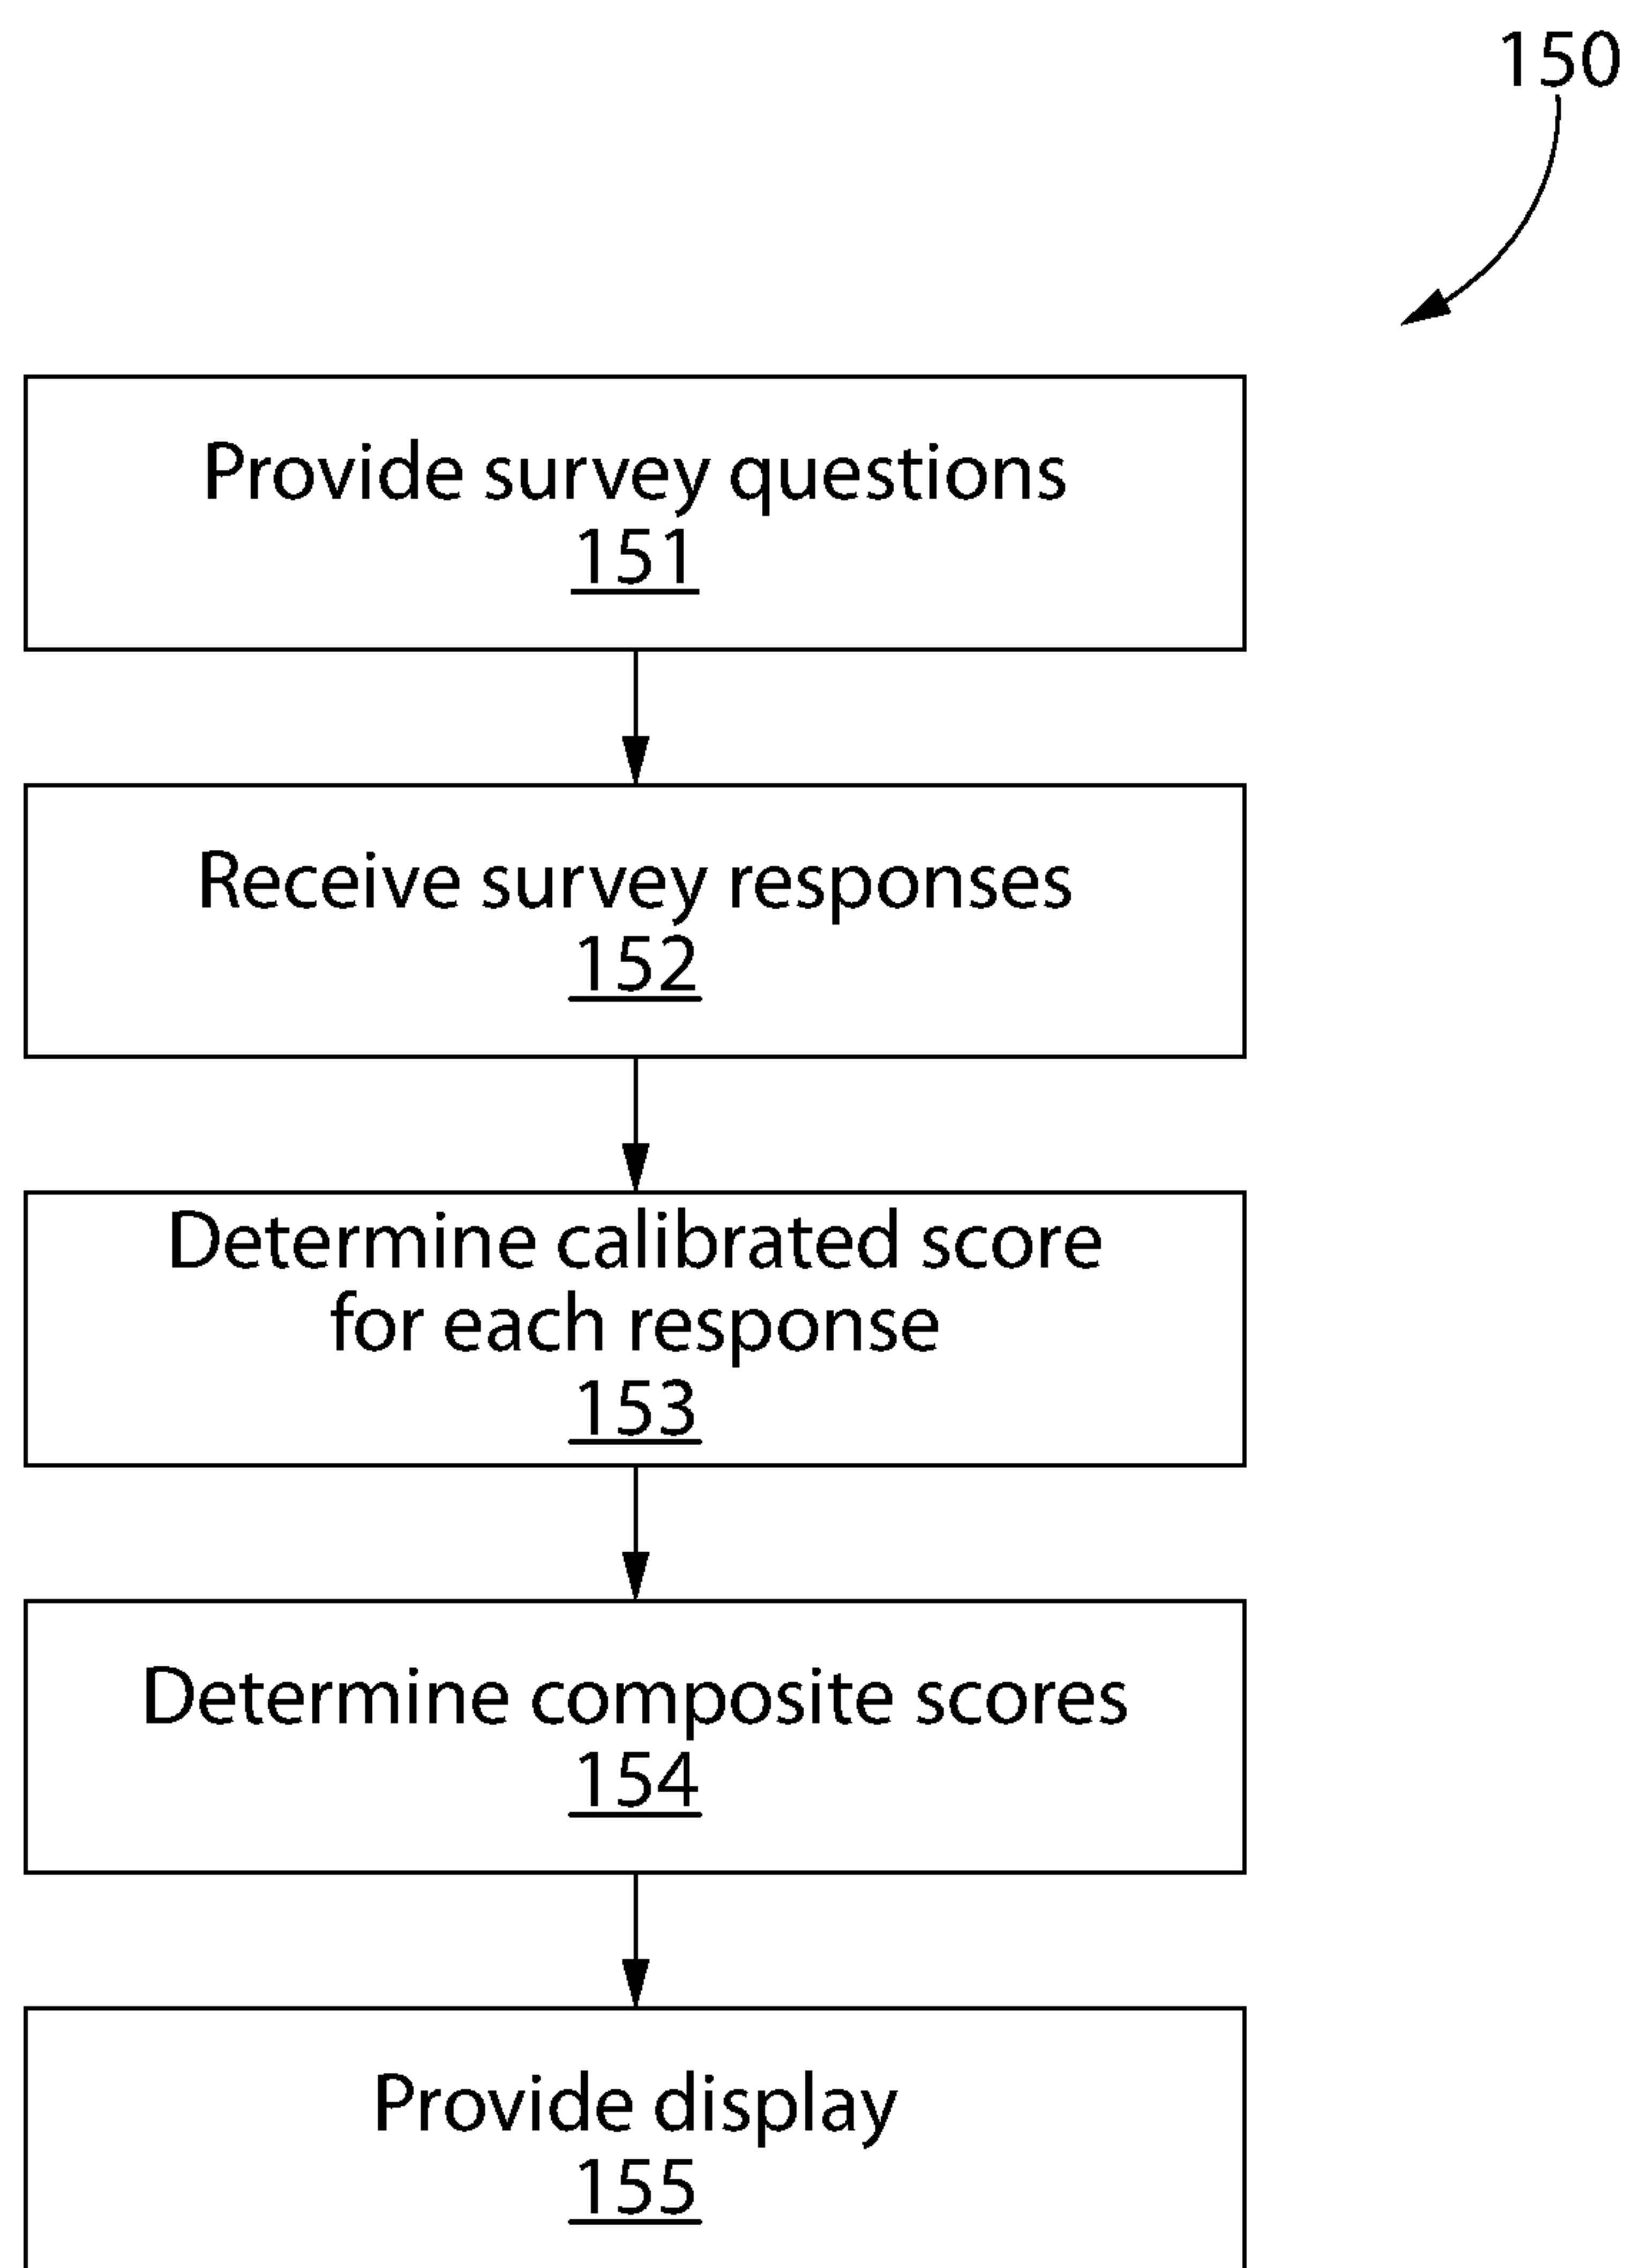 150
Provide survey questions
151
Receive survey responses
152
Determine calibrated score
for each response
153
Determine composite scores
154
Provide display
155